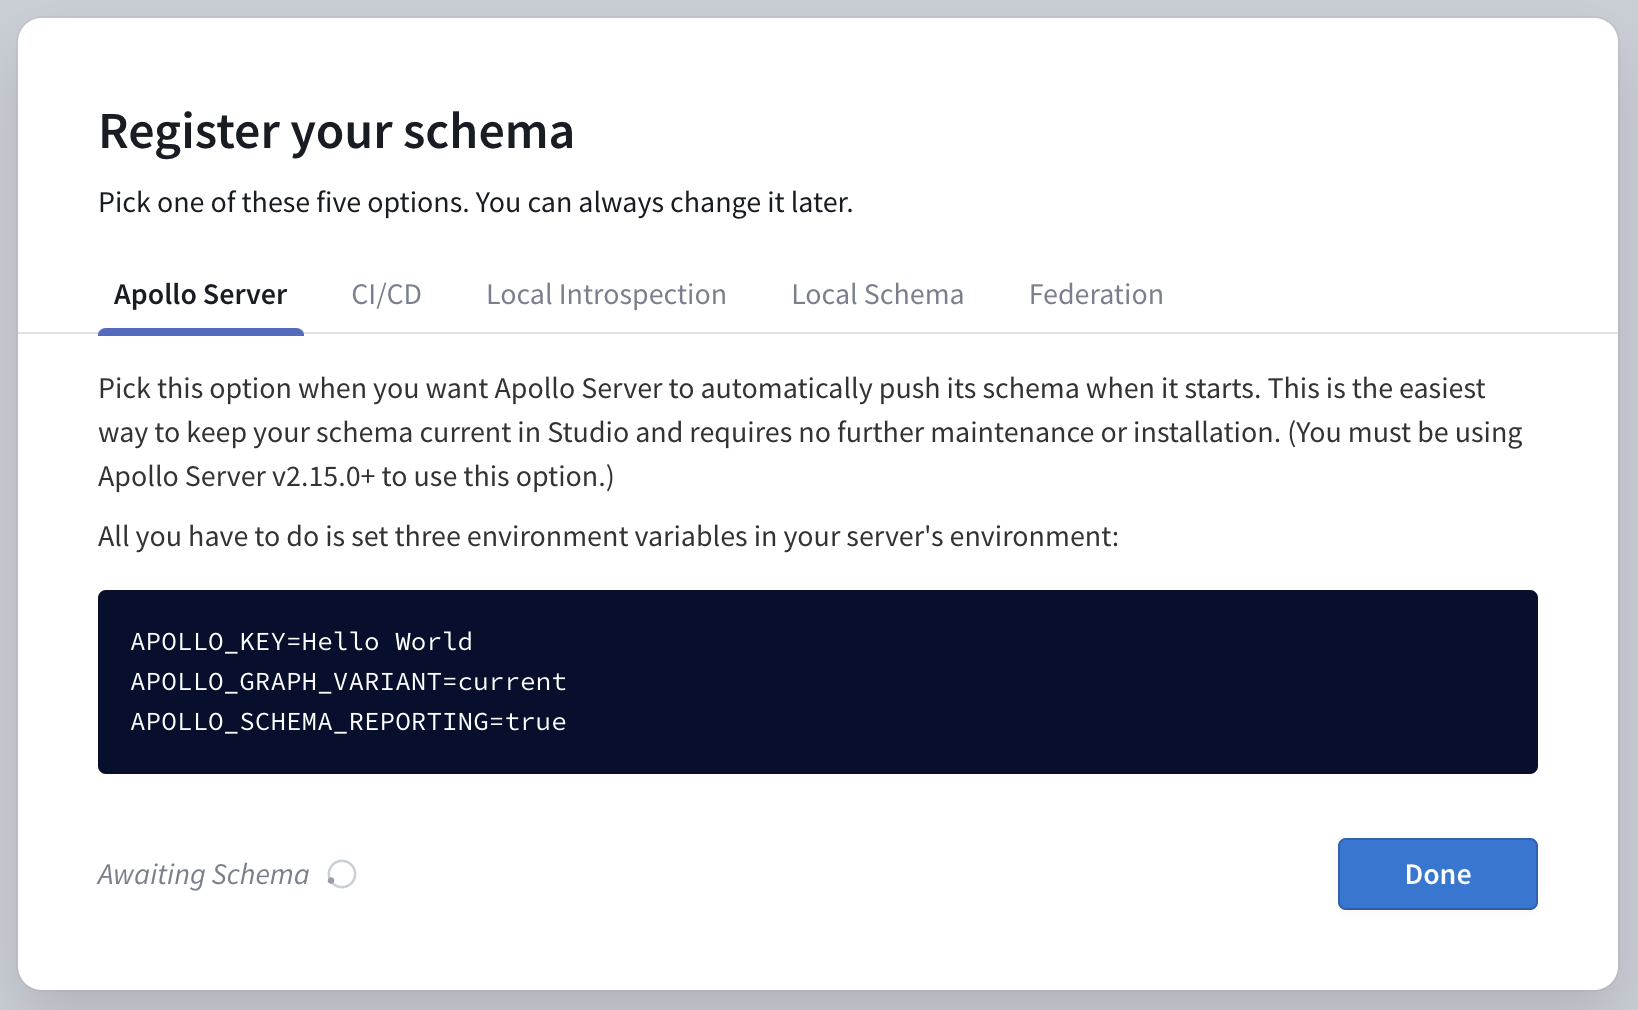 Register your schema
Pick one of these five options. You can always change it later.
Apollo Server CI/CD Local Introspection Local Schema Federation
Pick this option when you want Apollo Server to automatically push its schema when it starts. This is the easiest
way to keep your schema current in Studio and requires no further maintenance or installation. (You must be using
Apollo Server v2.15.0+ to use this option.)
All you have to do is set three environment variables in your server's environment:
APOLLO_KEY=Hello World
APOLLO_GRAPH_VARIANT=current
APOLLO_SCHEMA_REPORTING=true
Awaiting Schema
Done